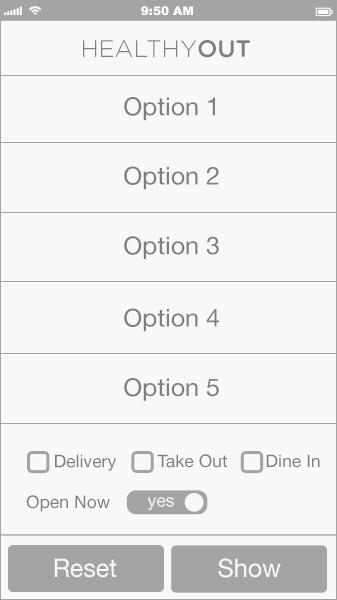 9:50 AM
HEALTHYOUT
Option 1
Option 2
Option 3
Option 4
Option 5
Delivery Take Out Dine In
Open Now yes
Reset Show